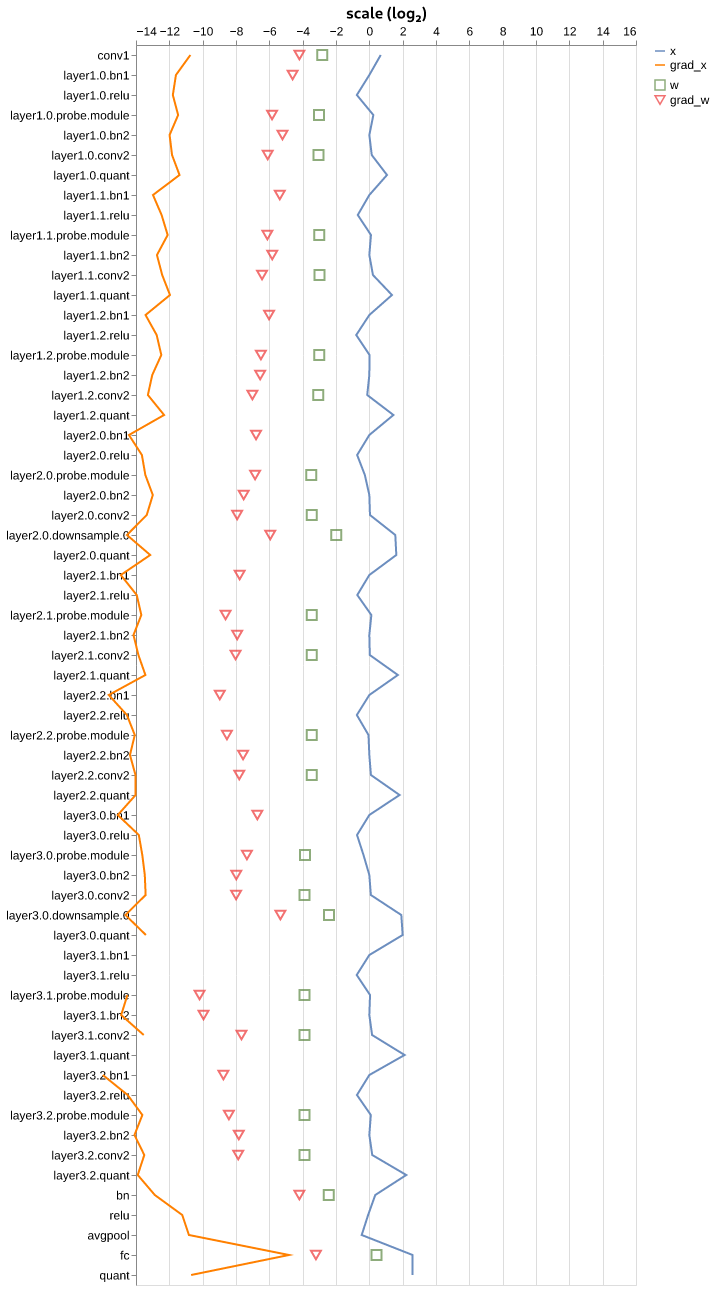 scale (log₂)
−14 −12 −10 −8 −6 −4 −2 0 2 4 6 8 10 12 14 16
x
grad_x
w
grad_w
conv1
layer1.0.bn1
layer1.0.relu
layer1.0.probe.module
layer1.0.bn2
layer1.0.conv2
layer1.0.quant
layer1.1.bn1
layer1.1.relu
layer1.1.probe.module
layer1.1.bn2
layer1.1.conv2
layer1.1.quant
layer1.2.bn1
layer1.2.relu
layer1.2.probe.module
layer1.2.bn2
layer1.2.conv2
layer1.2.quant
layer2.0.bn1
layer2.0.relu
layer2.0.probe.module
layer2.0.bn2
layer2.0.conv2
layer2.0.downsample.0
layer2.0.quant
layer2.1.bn1
layer2.1.relu
layer2.1.probe.module
layer2.1.bn2
layer2.1.conv2
layer2.1.quant
layer2.2.bn1
layer2.2.relu
layer2.2.probe.module
layer2.2.bn2
layer2.2.conv2
layer2.2.quant
layer3.0.bn1
layer3.0.relu
layer3.0.probe.module
layer3.0.bn2
layer3.0.conv2
layer3.0.downsample.0
layer3.0.quant
layer3.1.bn1
layer3.1.relu
layer3.1.probe.module
layer3.1.bn2
layer3.1.conv2
layer3.1.quant
layer3.2.bn1
layer3.2.relu
layer3.2.probe.module
layer3.2.bn2
layer3.2.conv2
layer3.2.quant
bn
relu
avgpool
fc
quant